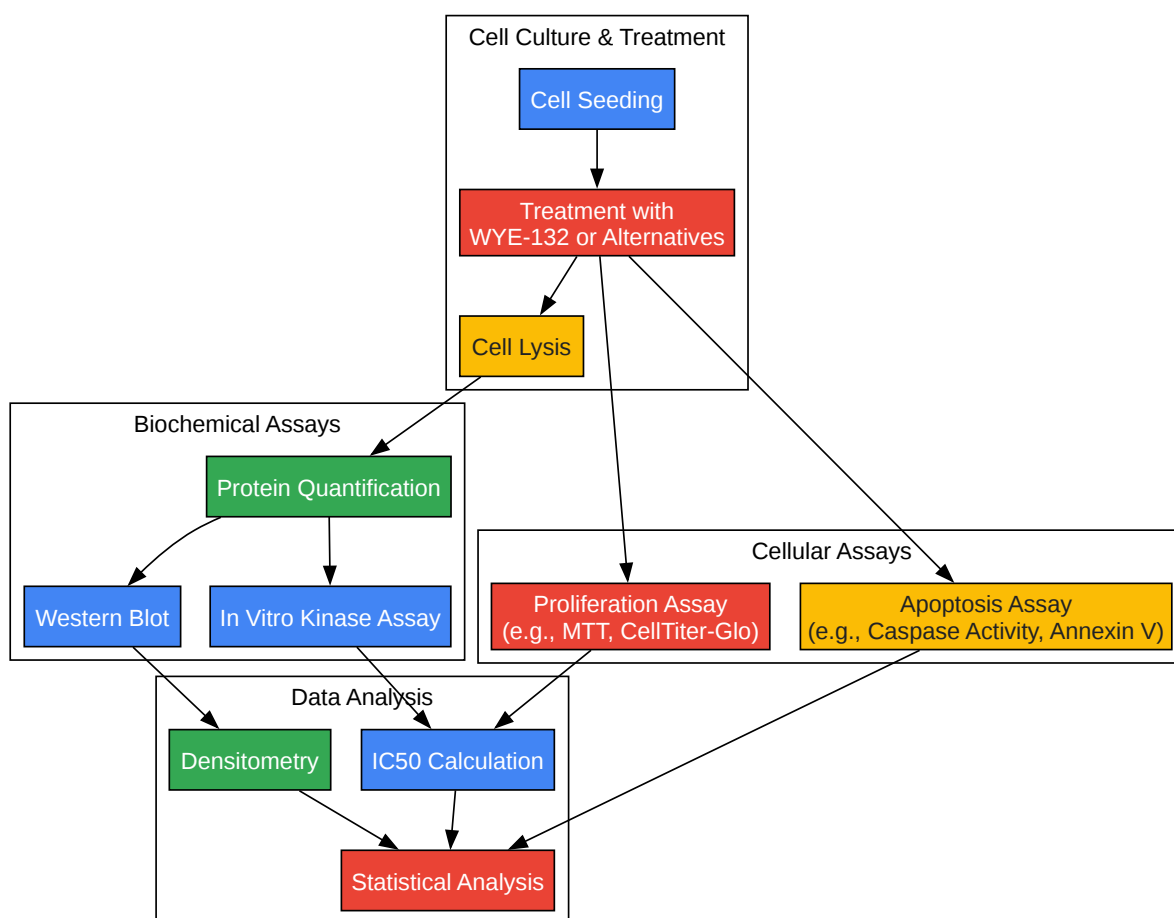 Cell Culture & Treatment
Cell Seeding
Treatment with
WYE-132 or Alternatives
Cell Lysis
Biochemical Assays
Protein Quantification
Western Blot
In Vitro Kinase Assay
Cellular Assays
Proliferation Assay
(e.g., MTT, CellTiter-Glo)
Apoptosis Assay
(e.g., Caspase Activity, Annexin V)
Data Analysis
Densitometry
IC50 Calculation
Statistical Analysis